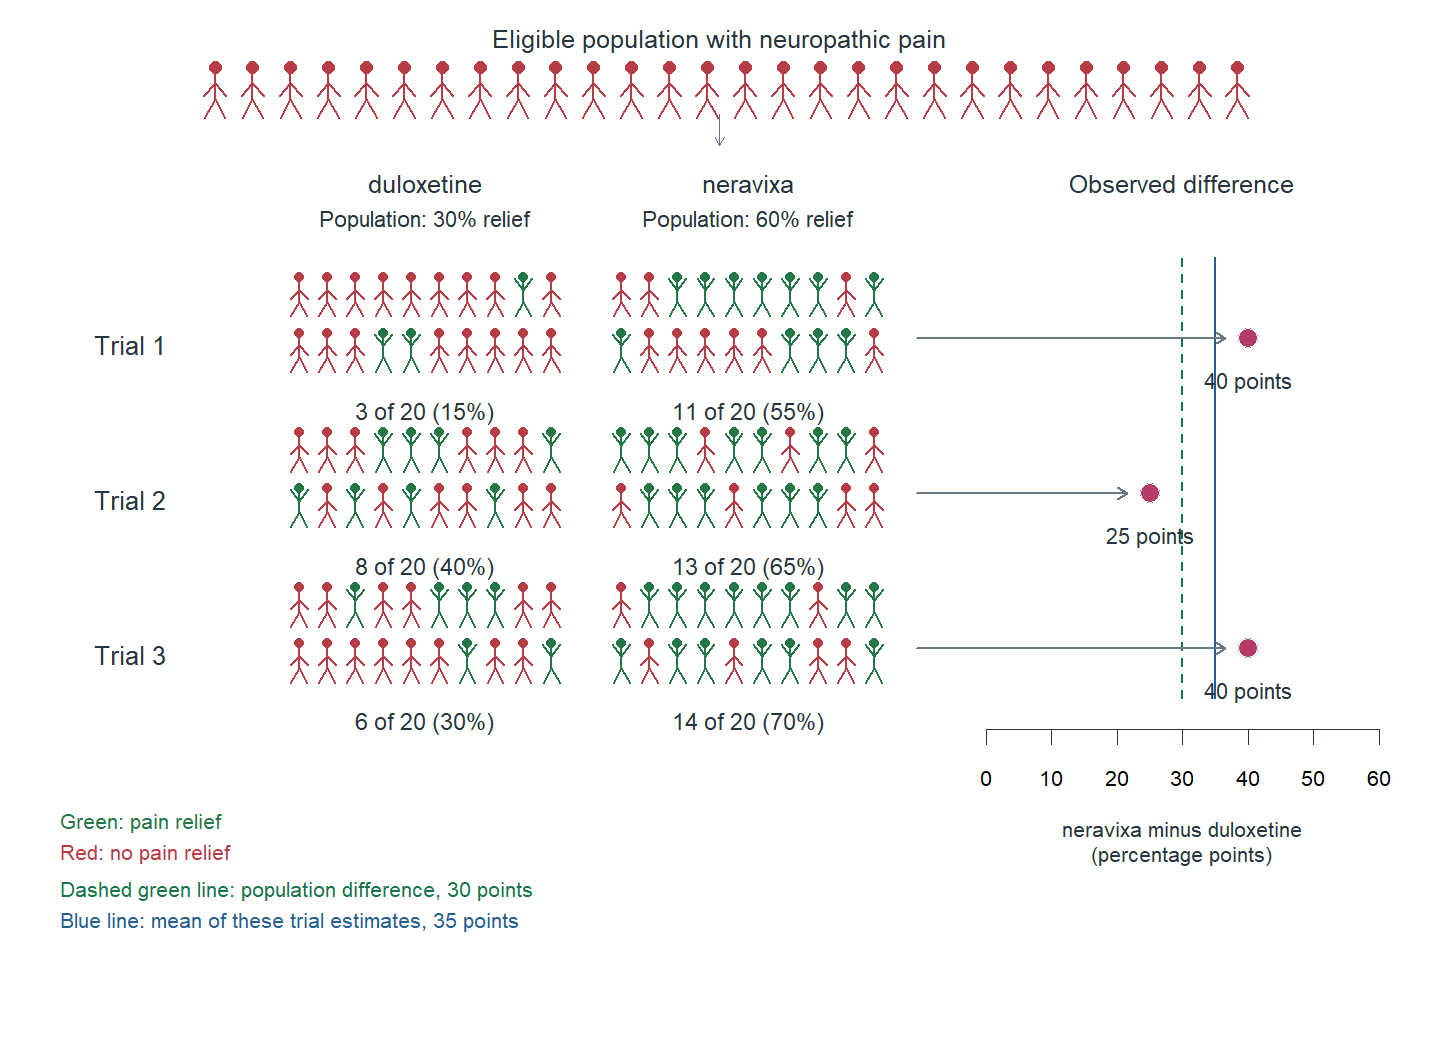 Eligible population with neuropathic pain
duloxetine
neravixa
Observed difference
Population: 30% relief
Population: 60% relief
Trial 1
40 points
3 of 20 (15%)
11 of 20 (55%)
Trial 2
25 points
8 of 20 (40%)
13 of 20 (65%)
Trial 3
40 points
6 of 20 (30%)
14 of 20 (70%)
0 10 20 30 40 50 60
neravixa minus duloxetine
(percentage points)
Green: pain relief
Red: no pain relief
Dashed green line: population difference, 30 points
Blue line: mean of these trial estimates, 35 points